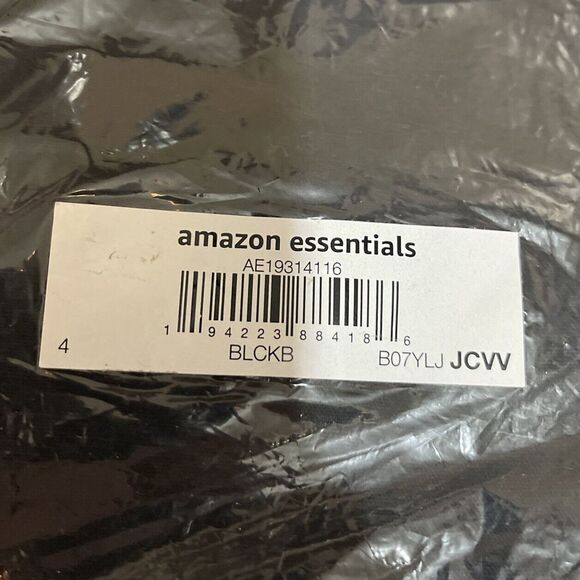 amazon essentials
AE19314116
1 94223 88418 6
4 BLCKB B07YLJ JCVV